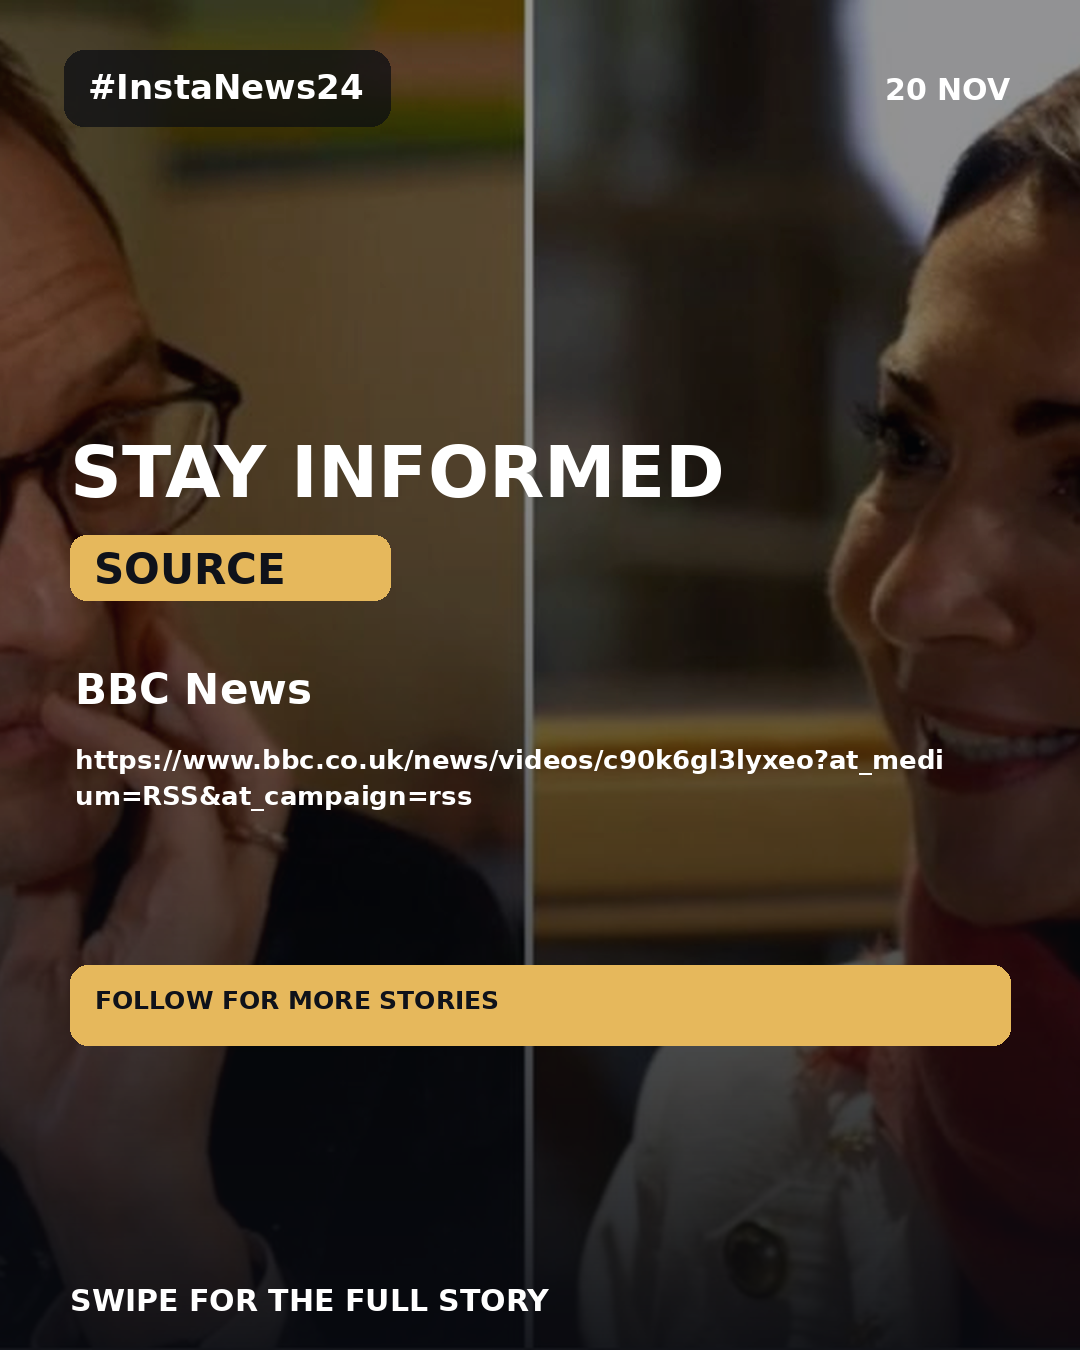 #InstaNews24
20 NOV
STAY INFORMED
SOURCE
BBC News
https://www.bbc.co.uk/news/videos/c90k6gl3lyxeo?at_medi
um=RSS&at_campaign=rss
FOLLOW FOR MORE STORIES
SWIPE FOR THE FULL STORY